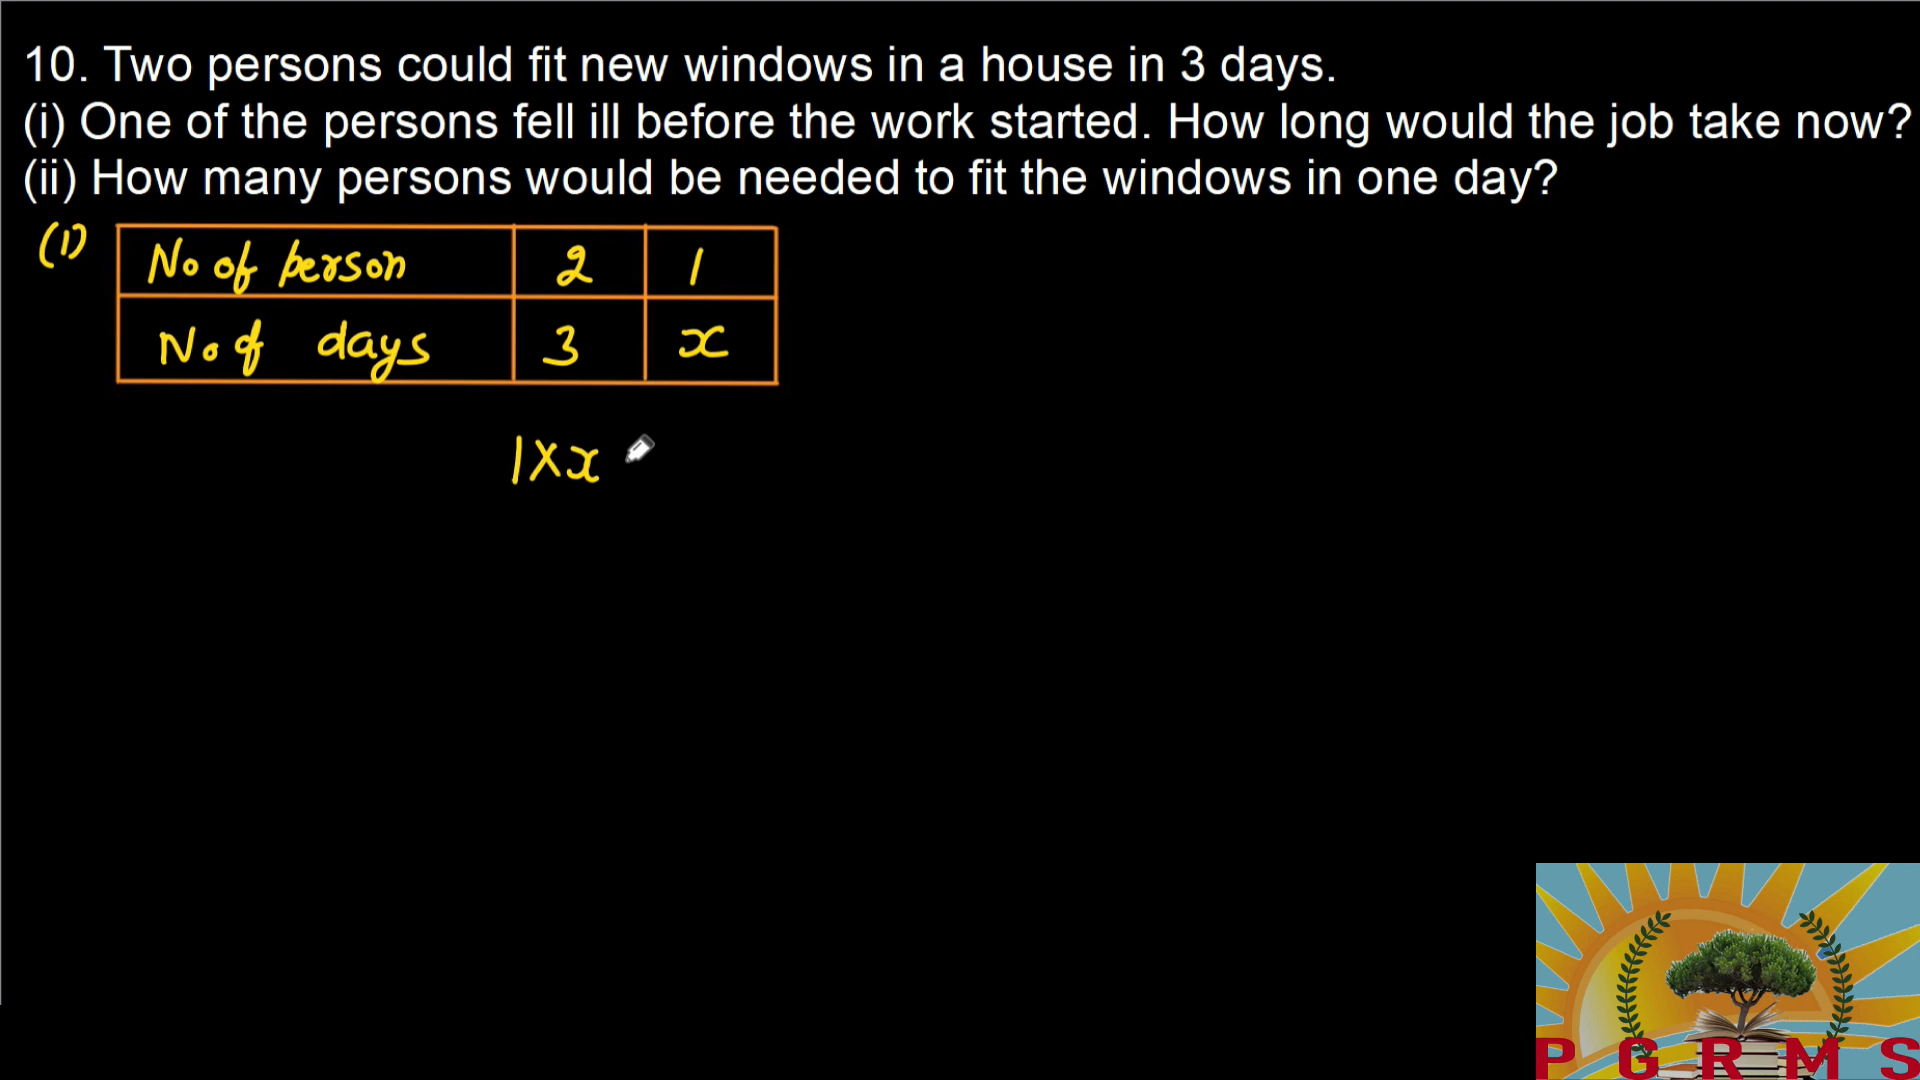 10. Two persons could fit new windows in a house in 3 days.
(i) One of the persons fell ill before the work started. How long would the job take now?
(ii) How many persons would be needed to fit the windows in one day?
(1)
No of person 2 1
No of days 3 x
1×x
P G R M S